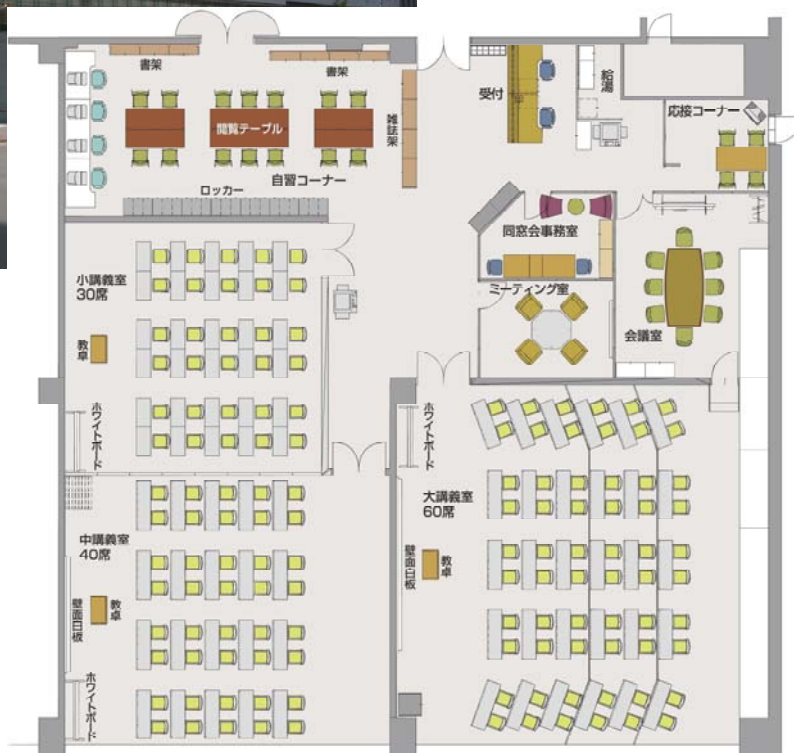 書架
書架
受付
給湯
応接コーナー
閲覧テーブル
雑誌架
自習コーナー
ロッカー
同窓会事務室
小講義室
30席
ミーティング室
会議室
教卓
ホワイトボード
ホワイトボード
大講義室
60席
中講義室
40席
教卓
壁面白板
教卓
壁面白板
ホワイトボード